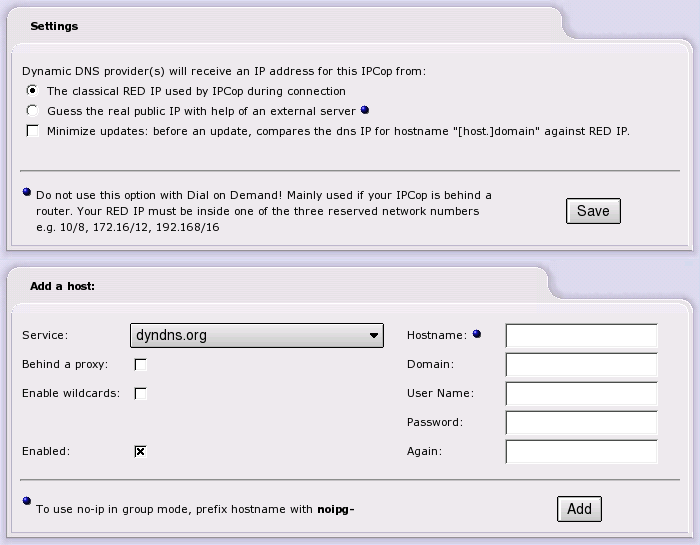 Settings
Dynamic DNS provider(s) will receive an IP address for this IPCop from:
The classical RED IP used by IPCop during connection
Guess the real public IP with help of an external server
Minimize updates: before an update, compares the dns IP for hostname "[host.]domain" against RED IP.
Do not use this option with Dial on Demand! Mainly used if your IPCop is behind a
router. Your RED IP must be inside one of the three reserved network numbers
e.g. 10/8, 172.16/12, 192.168/16
Save
Add a host:
Service: dyndns.org Hostname:
Behind a proxy: Domain:
Enable wildcards: User Name:
Password:
Enabled: Again:
To use no-ip in group mode, prefix hostname with noipg-
Add